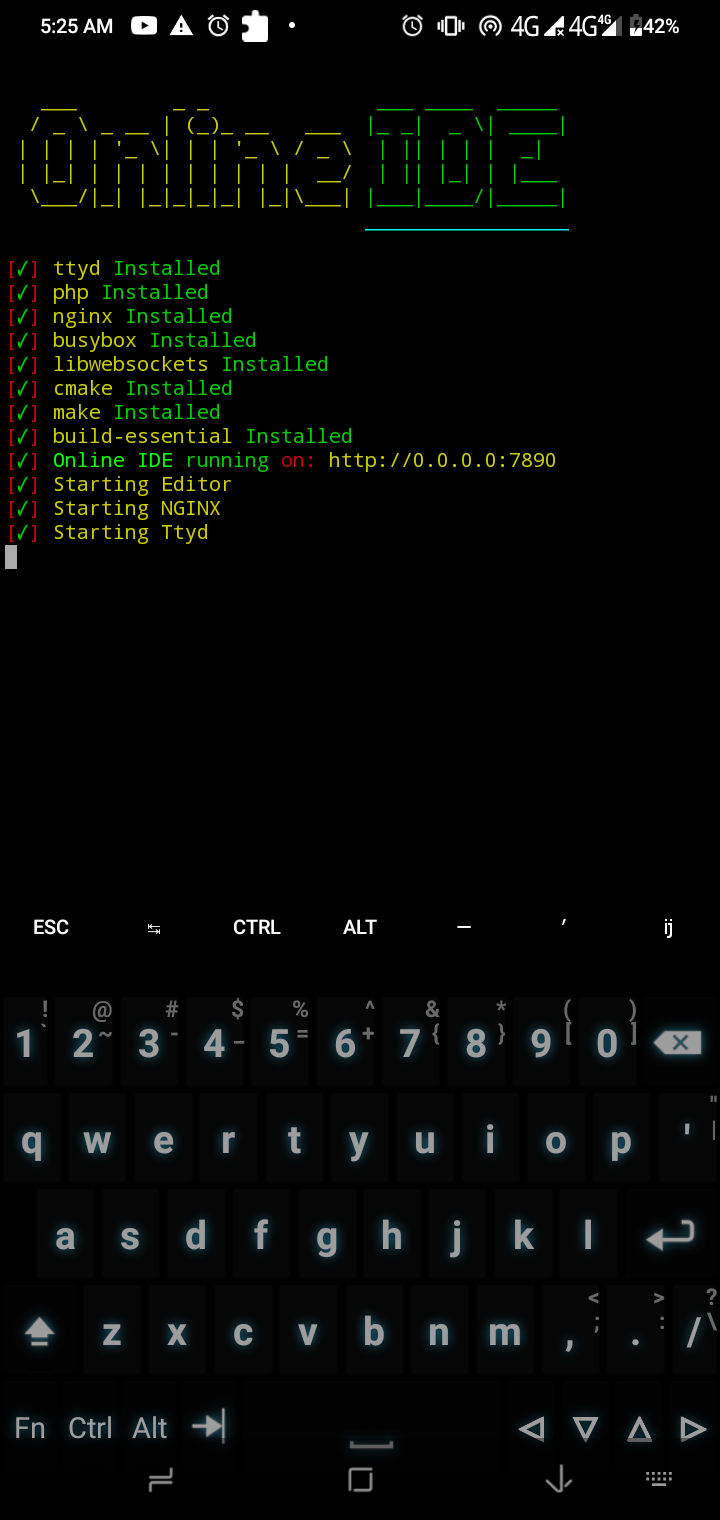 5:25 AM 4G 4G 4G 42%
Online IDE
[✓] ttyd Installed
[✓] php Installed
[✓] nginx Installed
[✓] busybox Installed
[✓] libwebsockets Installed
[✓] cmake Installed
[✓] make Installed
[✓] build-essential Installed
[✓] Online IDE running on: http://0.0.0.0:7890
[✓] Starting Editor
[✓] Starting NGINX
[✓] Starting Ttyd
ESC ↹ CTRL ALT — ′ ij
! @ # $ % ^ & * ( )
1 2 3 4 5 6 7 8 9 0
` ~ - _ = + { } [ ]
q w e r t y u i o p ' " |
a s d f g h j k l
z x c v b n m , < ; . > : / ? \
Fn Ctrl Alt